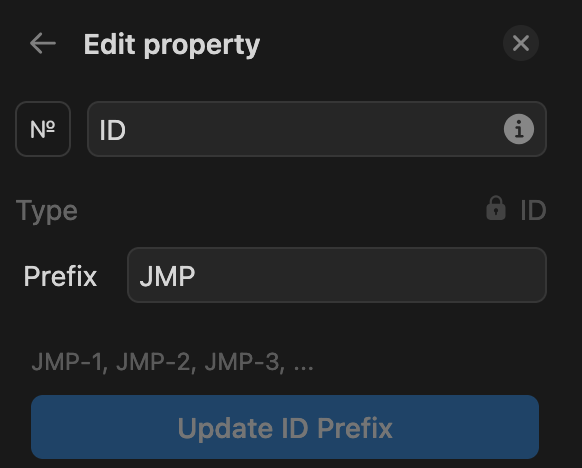 Edit property
№ ID
Type ID
Prefix JMP
JMP-1, JMP-2, JMP-3, ...
Update ID Prefix